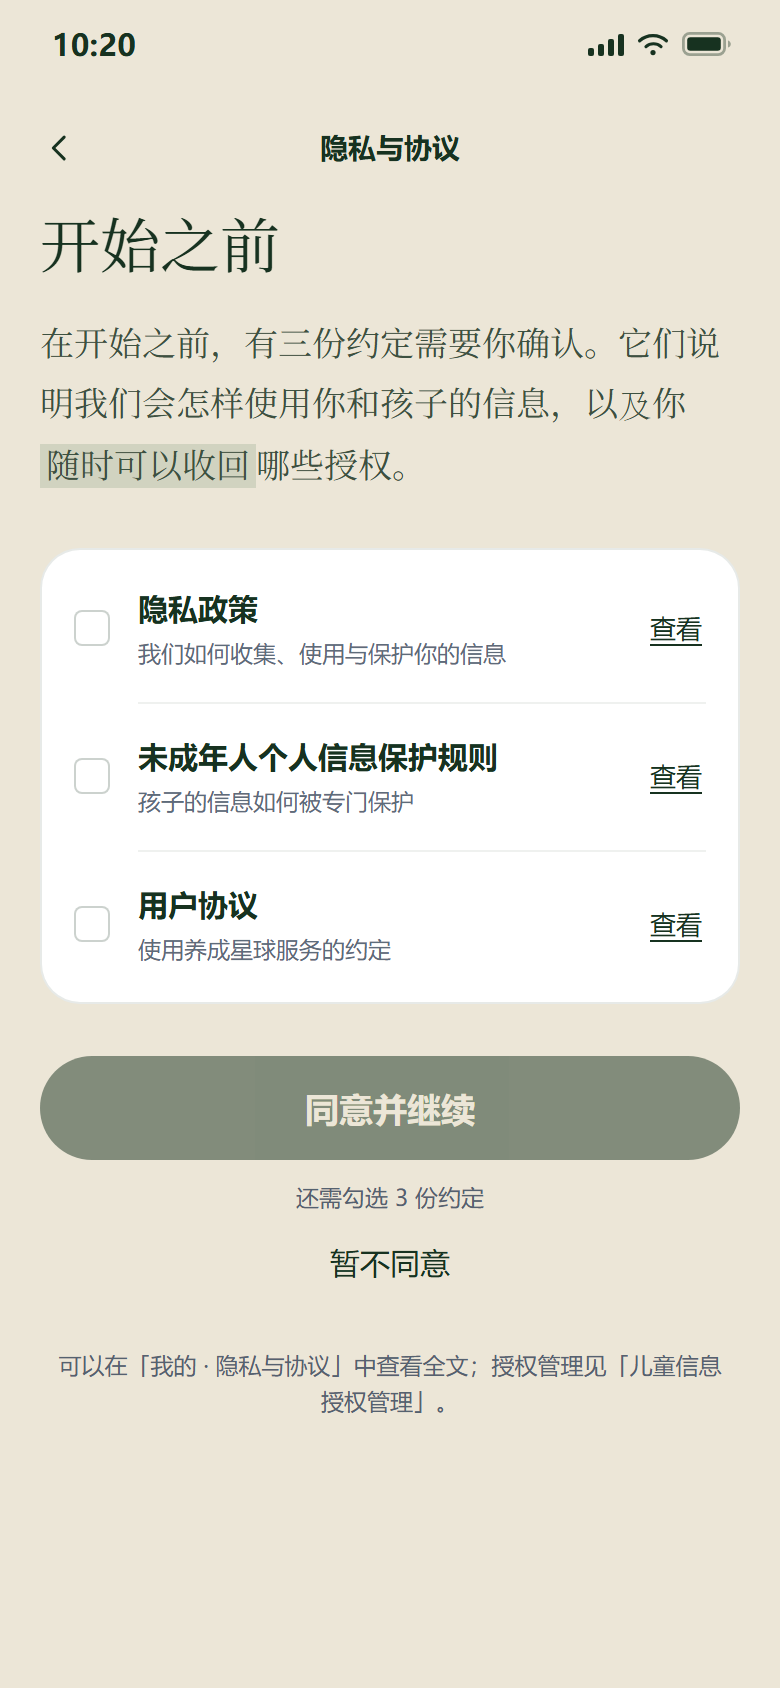 10:20
隐私与协议
开始之前
在开始之前，有三份约定需要你确认。它们说
明我们会怎样使用你和孩子的信息，以及你
随时可以收回哪些授权。
隐私政策
我们如何收集、使用与保护你的信息
查看
未成年人个人信息保护规则
孩子的信息如何被专门保护
查看
用户协议
使用养成星球服务的约定
查看
同意并继续
还需勾选 3 份约定
暂不同意
可以在「我的 · 隐私与协议」中查看全文；授权管理见「儿童信息
授权管理」。